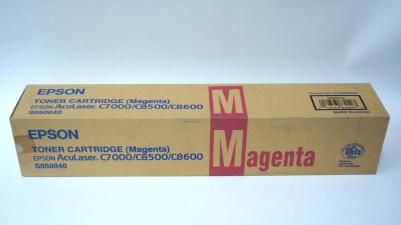 EPSON
TONER CARTRIDGE (Magenta)
EPSON AcuLaser C7000/C8500/C8600
S050040
M
EPSON
TONER CARTRIDGE (Magenta)
EPSON AcuLaser C7000/C8500/C8600
S050040
Magenta